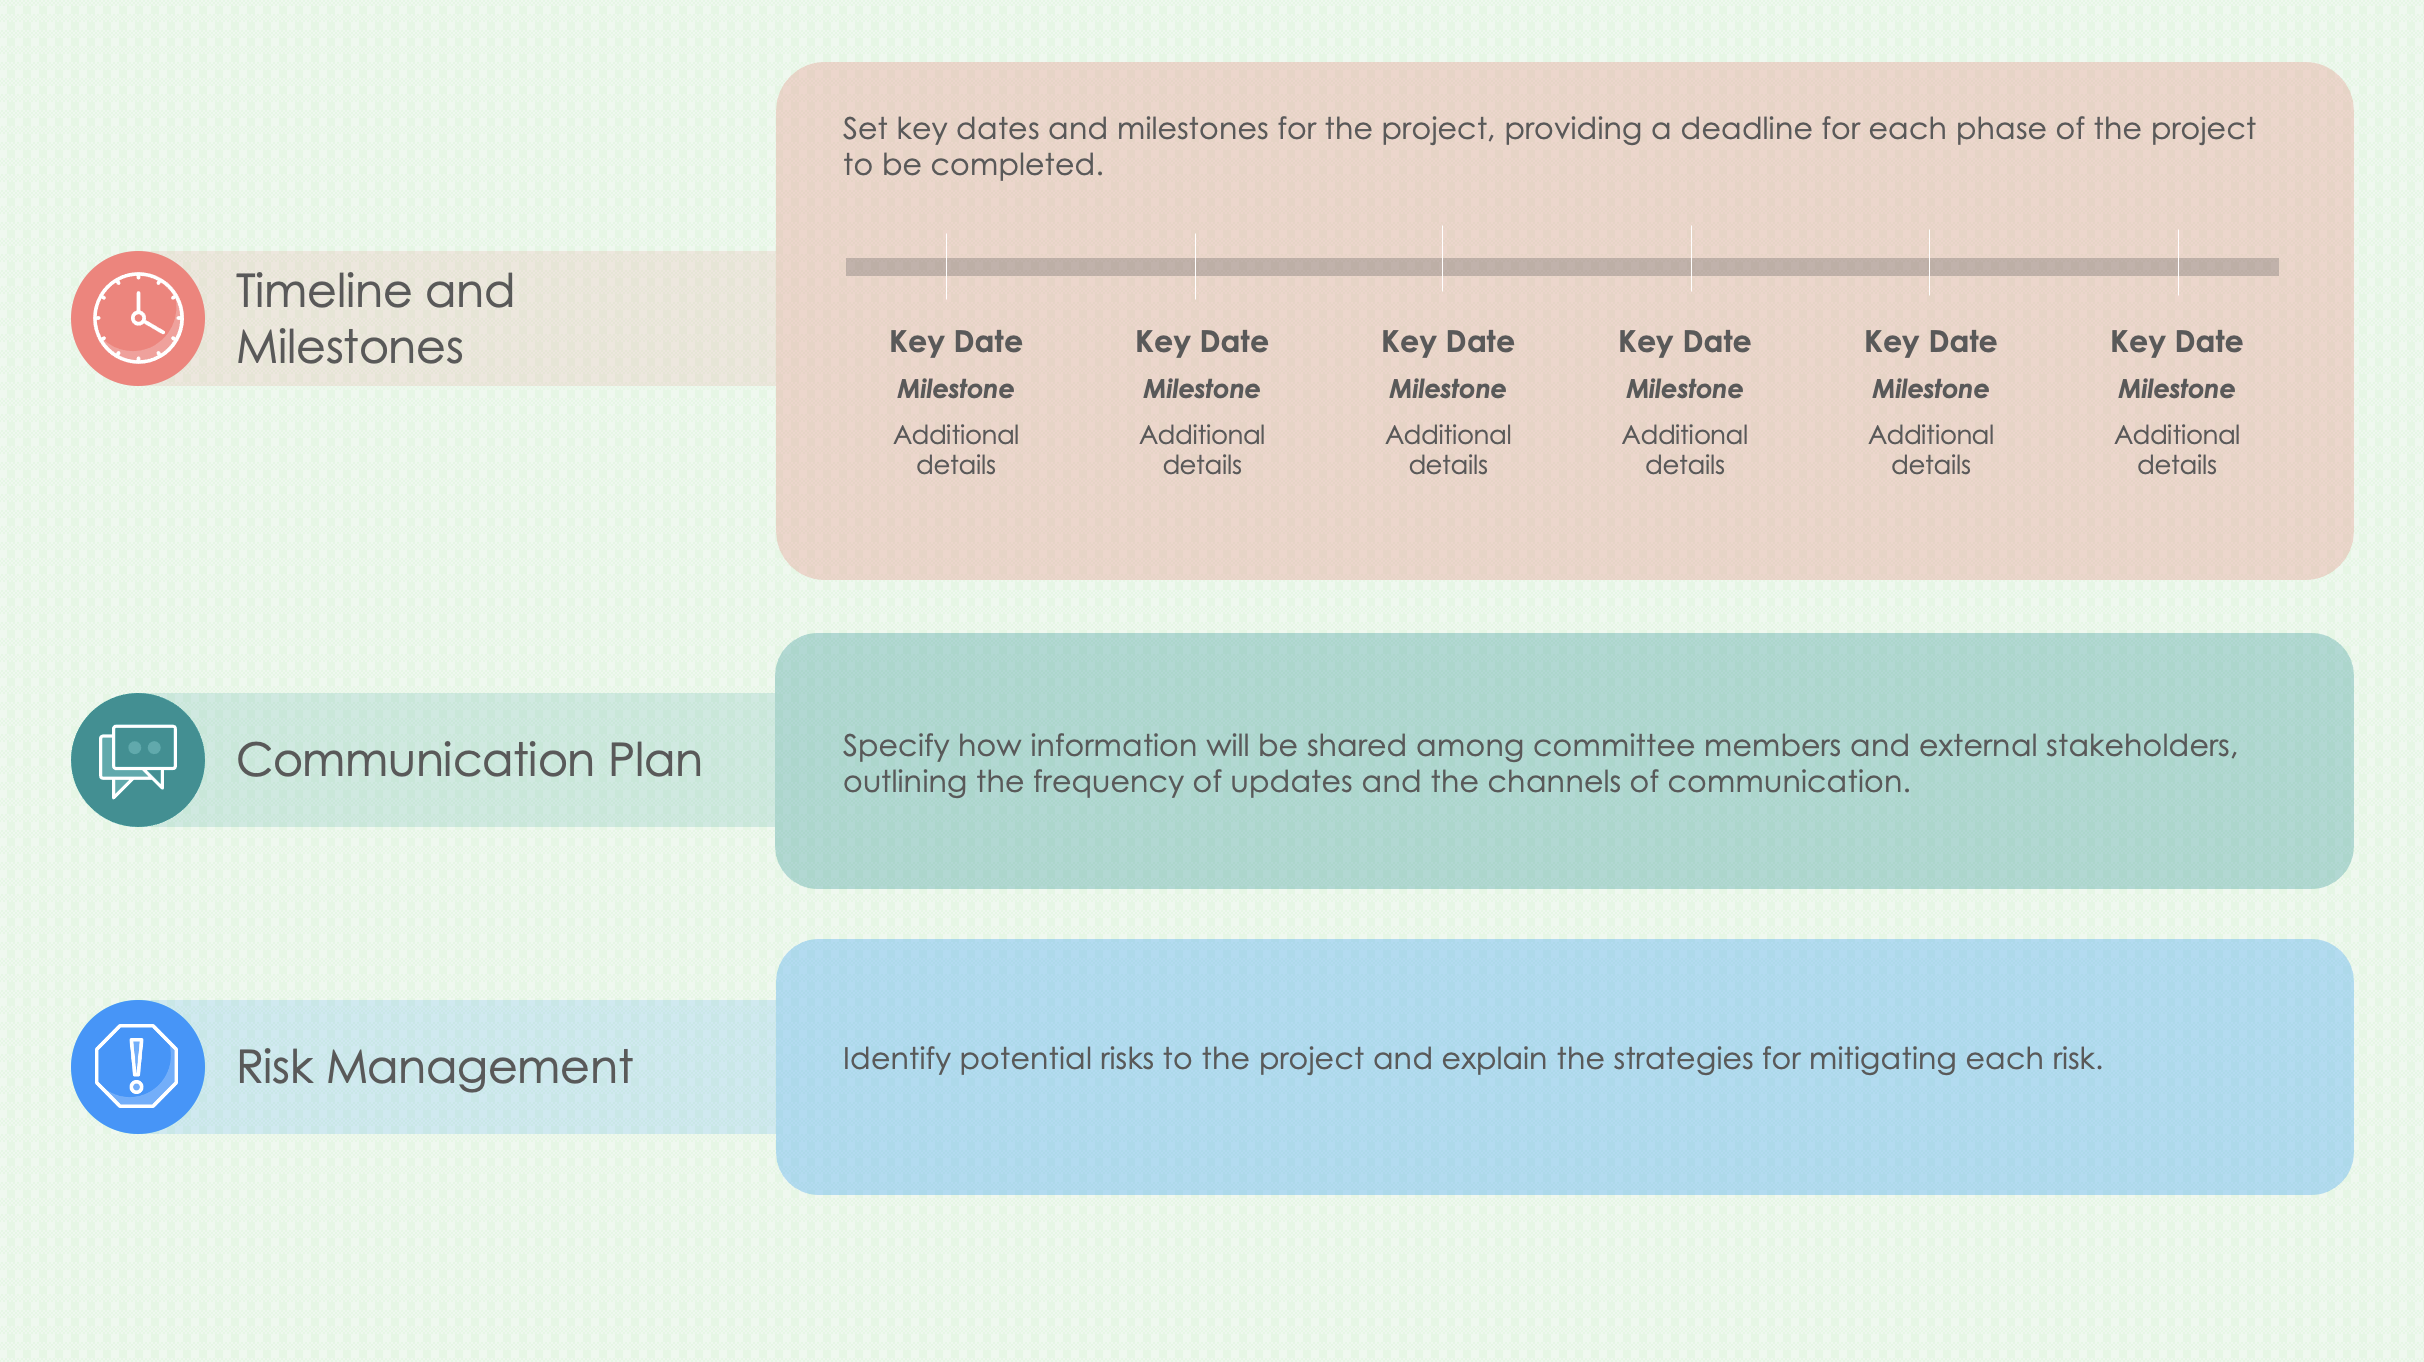 Timeline and
Milestones
Set key dates and milestones for the project, providing a deadline for each phase of the project
to be completed.
Key Date Key Date Key Date Key Date Key Date Key Date
Milestone Milestone Milestone Milestone Milestone Milestone
Additional Additional Additional Additional Additional Additional
details details details details details details
Communication Plan
Specify how information will be shared among committee members and external stakeholders,
outlining the frequency of updates and the channels of communication.
Risk Management
Identify potential risks to the project and explain the strategies for mitigating each risk.